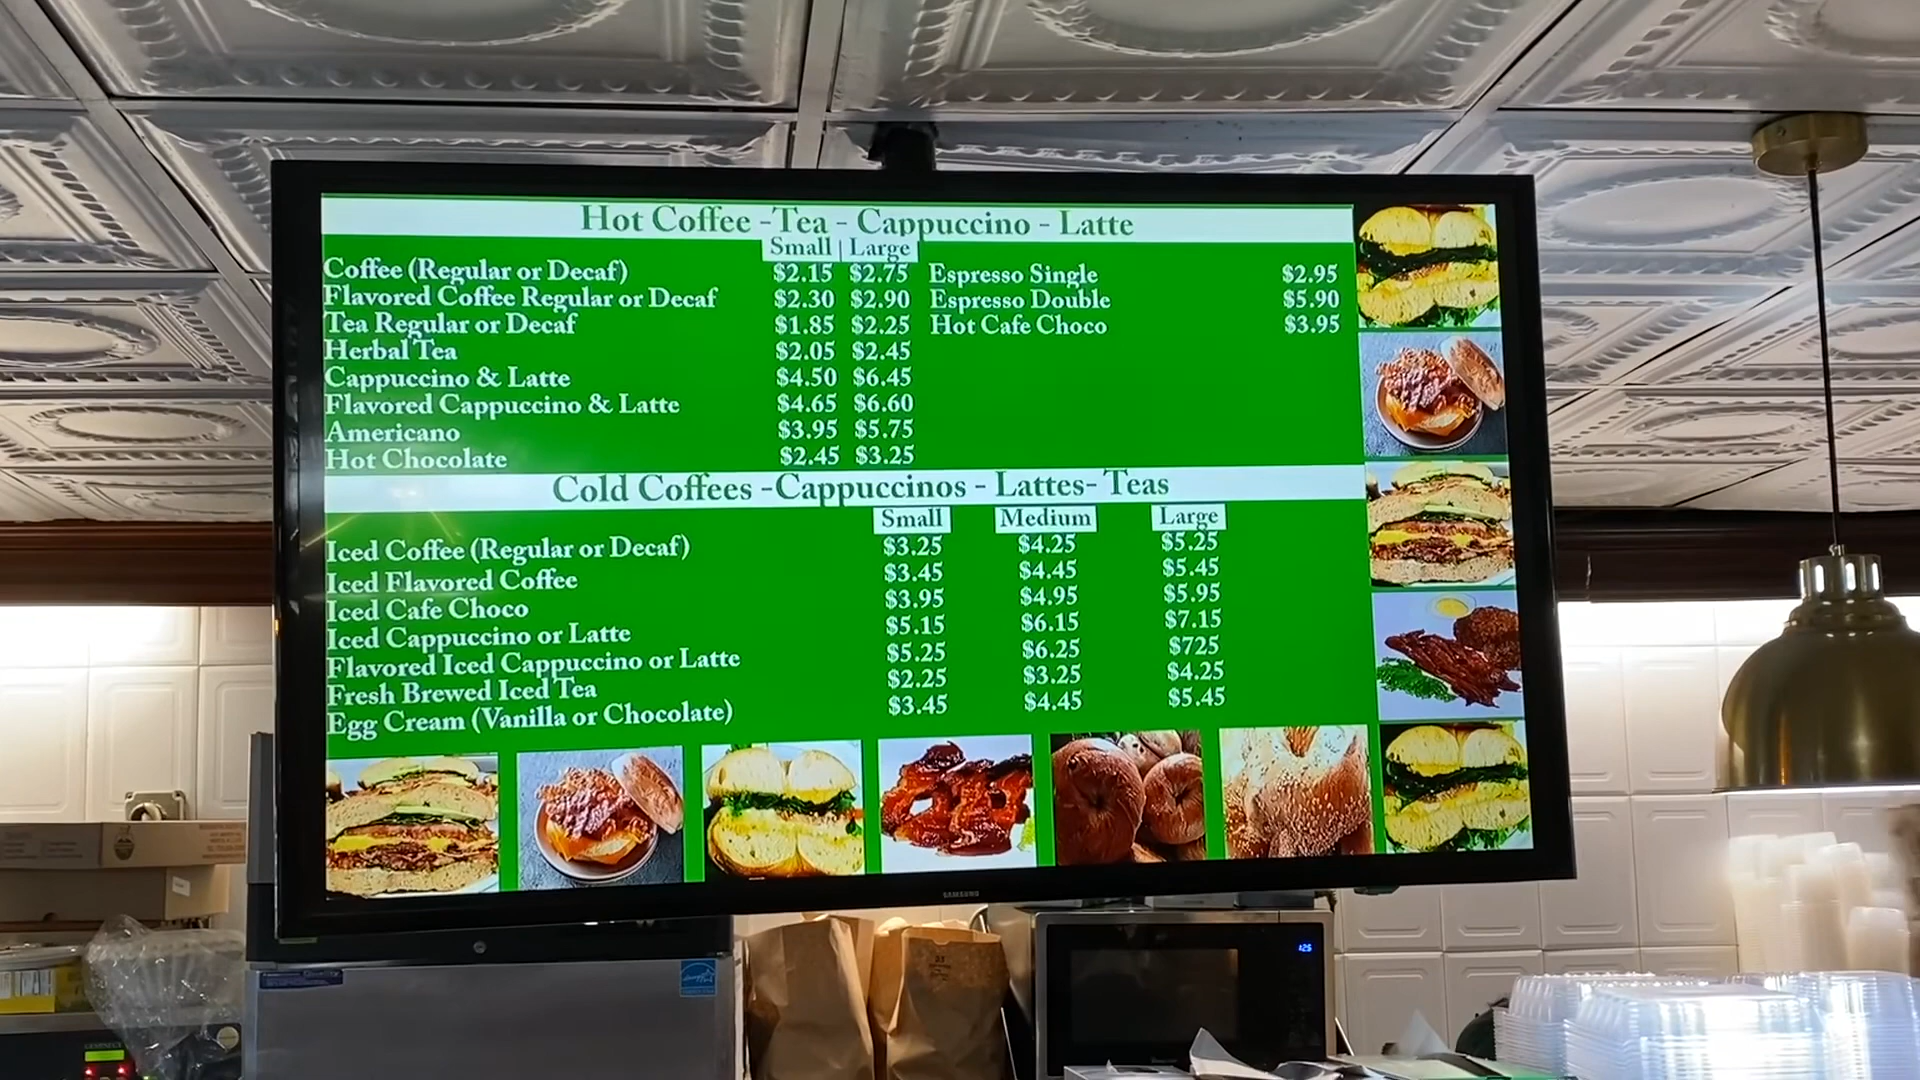 Hot Coffee -Tea - Cappuccino - Latte
Small | Large
Coffee (Regular or Decaf) $2.15 $2.75 Espresso Single $2.95
Flavored Coffee Regular or Decaf $2.30 $2.90 Espresso Double $5.90
Tea Regular or Decaf $1.85 $2.25 Hot Cafe Choco $3.95
Herbal Tea $2.05 $2.45
Cappuccino & Latte $4.50 $6.45
Flavored Cappuccino & Latte $4.65 $6.60
Americano $3.95 $5.75
Hot Chocolate $2.45 $3.25
Cold Coffees -Cappuccinos - Lattes- Teas
Small Medium Large
Iced Coffee (Regular or Decaf) $3.25 $4.25 $5.25
Iced Flavored Coffee $3.45 $4.45 $5.45
Iced Cafe Choco $3.95 $4.95 $5.95
Iced Cappuccino or Latte $5.15 $6.15 $7.15
Flavored Iced Cappuccino or Latte $5.25 $6.25 $725
Fresh Brewed Iced Tea $2.25 $3.25 $4.25
Egg Cream (Vanilla or Chocolate) $3.45 $4.45 $5.45
SAMSUNG